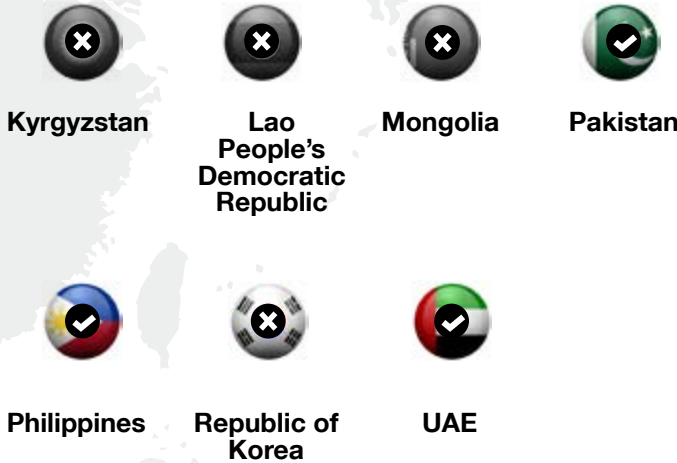 Kyrgyzstan
Lao
People’s
Democratic
Republic
Mongolia
Pakistan
Philippines
Republic of
Korea
UAE